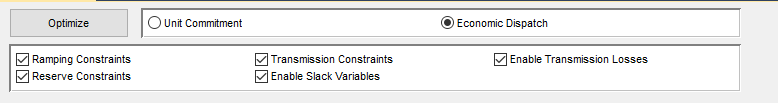 Optimize
Unit Commitment
Economic Dispatch
Ramping Constraints
Transmission Constraints
Enable Transmission Losses
Reserve Constraints
Enable Slack Variables